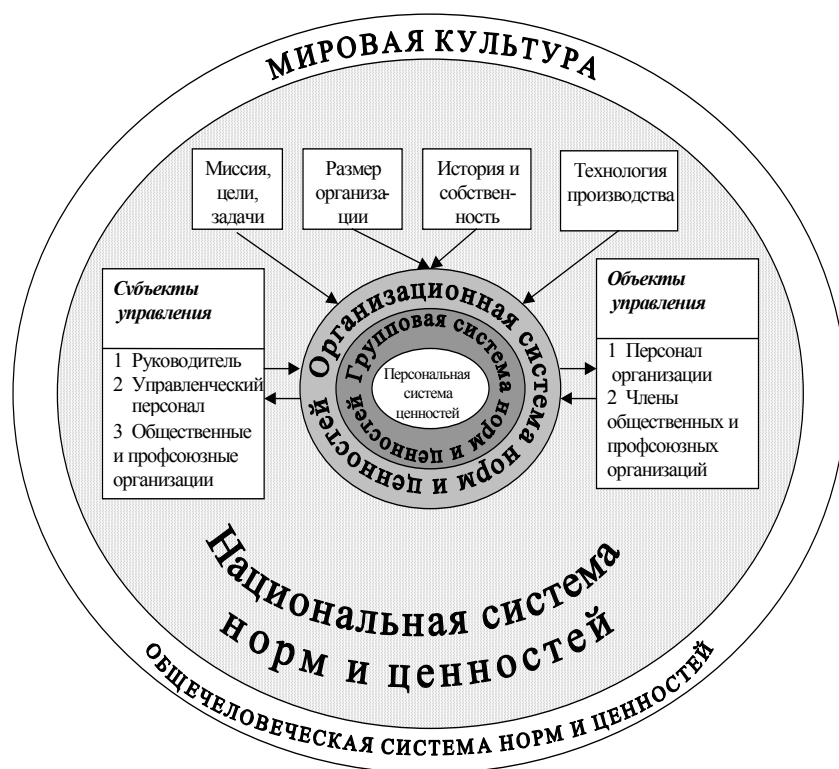 МИРОВАЯ КУЛЬТУРА
Миссия,
цели,
задачи
Размер
организа-
ции
История и
собствен-
ность
Технология
производства
Субъекты
управления
1 Руководитель
2 Управленческий
персонал
3 Общественные
и профсоюзные
организации
Организационная система норм и ценностей
Групповая система норм и ценностей
Персональная
система
ценностей
Объекты
управления
1 Персонал
организации
2 Члены
общественных и
профсоюзных
организаций
Национальная система
норм и ценностей
ОБЩЕЧЕЛОВЕЧЕСКАЯ СИСТЕМА НОРМ И ЦЕННОСТЕЙ